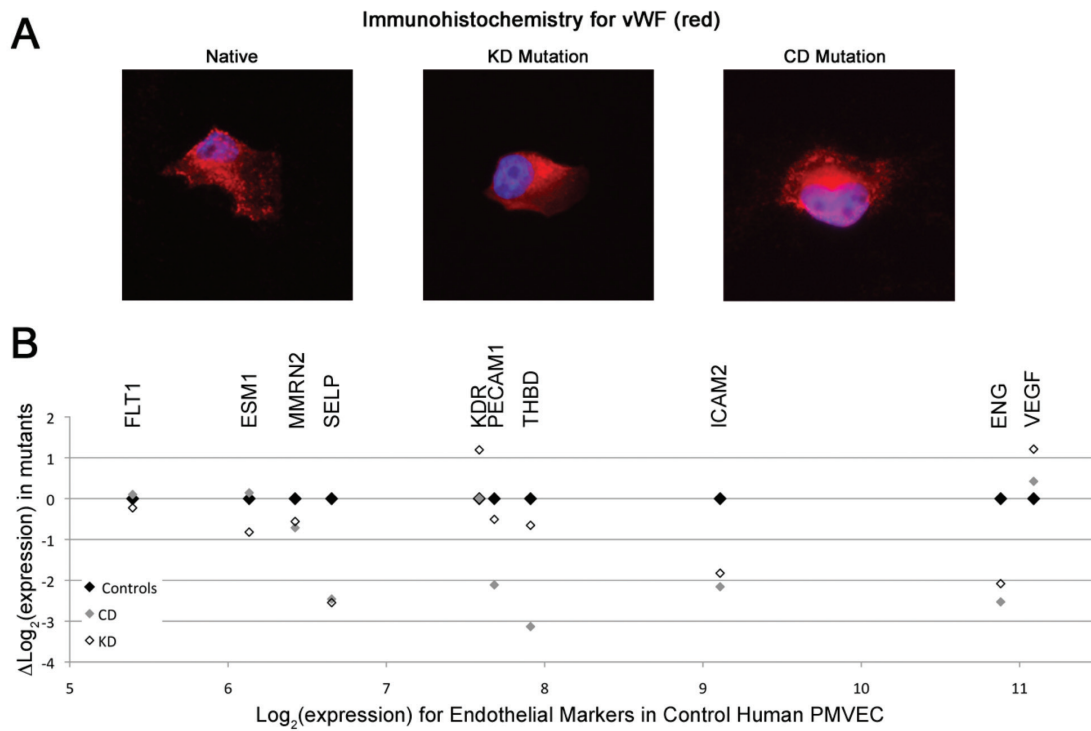 A
Immunohistochemistry for vWF (red)
Native
KD Mutation
CD Mutation
B
FLT1
ESM1
MMRN2
SELP
KDR
PECAM1
THBD
ICAM2
ENG
VEGF
ΔLog₂(expression) in mutants
2
1
0
-1
-2
-3
-4
Controls
CD
KD
5 6 7 8 9 10 11
Log₂(expression) for Endothelial Markers in Control Human PMVEC